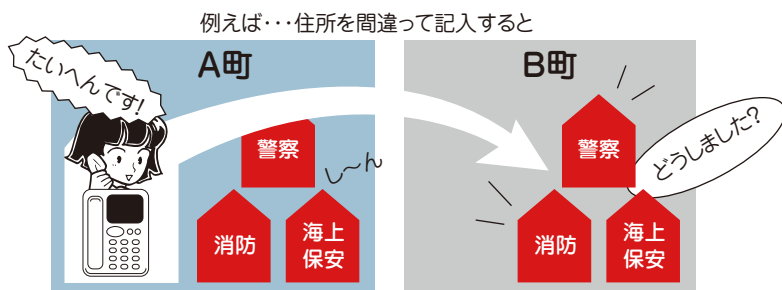 例えば・・・住所を間違って記入すると
A町
B町
たいへんです!
警察
し〜ん
消防
海上
保安
警察
どうしました?
消防
海上
保安